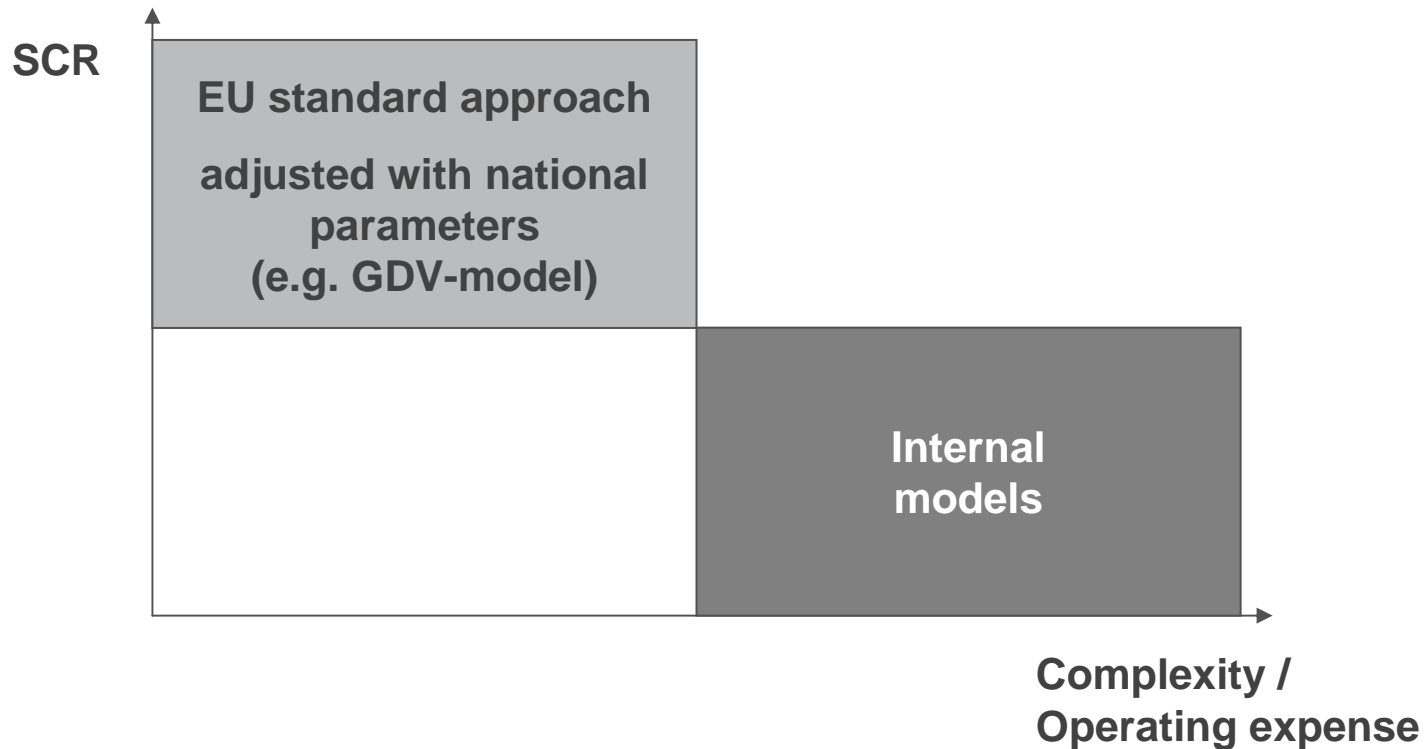 SCR
EU standard approach
adjusted with national
parameters
(e.g. GDV-model)
Internal
models
Complexity /
Operating expense